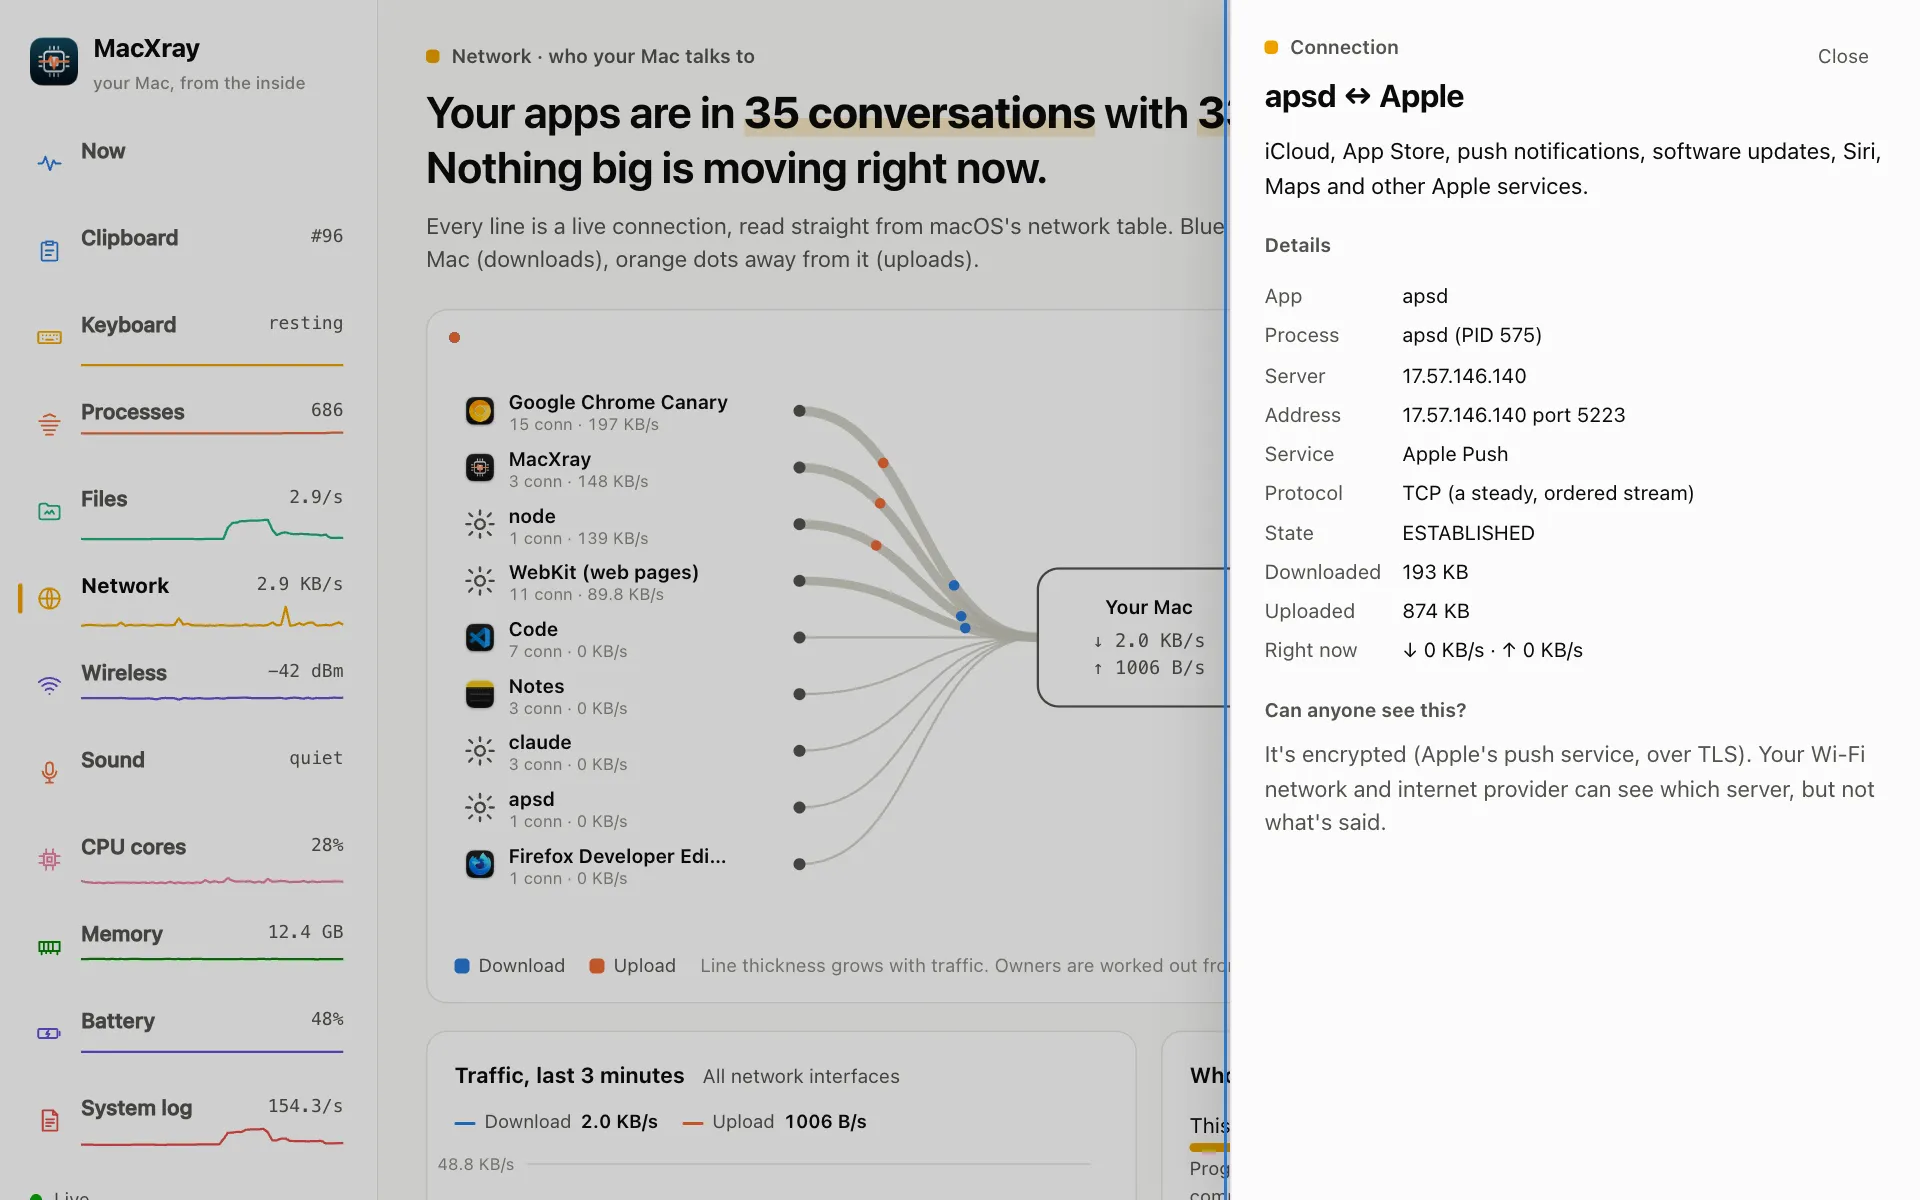 MacXray
your Mac, from the inside
Now
Clipboard #96
Keyboard resting
Processes 686
Files 2.9/s
Network 2.9 KB/s
Wireless −42 dBm
Sound quiet
CPU cores 28%
Memory 12.4 GB
Battery 48%
System log 154.3/s
Live
Network · who your Mac talks to
Your apps are in 35 conversations with
Nothing big is moving right now.
Every line is a live connection, read straight from macOS's network table. Blue
Mac (downloads), orange dots away from it (uploads).
Google Chrome Canary
15 conn · 197 KB/s
MacXray
3 conn · 148 KB/s
node
1 conn · 139 KB/s
WebKit (web pages)
11 conn · 89.8 KB/s
Code
7 conn · 0 KB/s
Notes
3 conn · 0 KB/s
claude
3 conn · 0 KB/s
apsd
1 conn · 0 KB/s
Firefox Developer Edi...
1 conn · 0 KB/s
Your Mac
↓ 2.0 KB/s
↑ 1006 B/s
Download Upload Line thickness grows with traffic. Owners are worked out
Traffic, last 3 minutes All network interfaces
Download 2.0 KB/s Upload 1006 B/s
48.8 KB/s
This
Connection
Close
apsd ↔ Apple
iCloud, App Store, push notifications, software updates, Siri,
Maps and other Apple services.
Details
App apsd
Process apsd (PID 575)
Server 17.57.146.140
Address 17.57.146.140 port 5223
Service Apple Push
Protocol TCP (a steady, ordered stream)
State ESTABLISHED
Downloaded 193 KB
Uploaded 874 KB
Right now ↓ 0 KB/s · ↑ 0 KB/s
Can anyone see this?
It's encrypted (Apple's push service, over TLS). Your Wi-Fi
network and internet provider can see which server, but not
what's said.